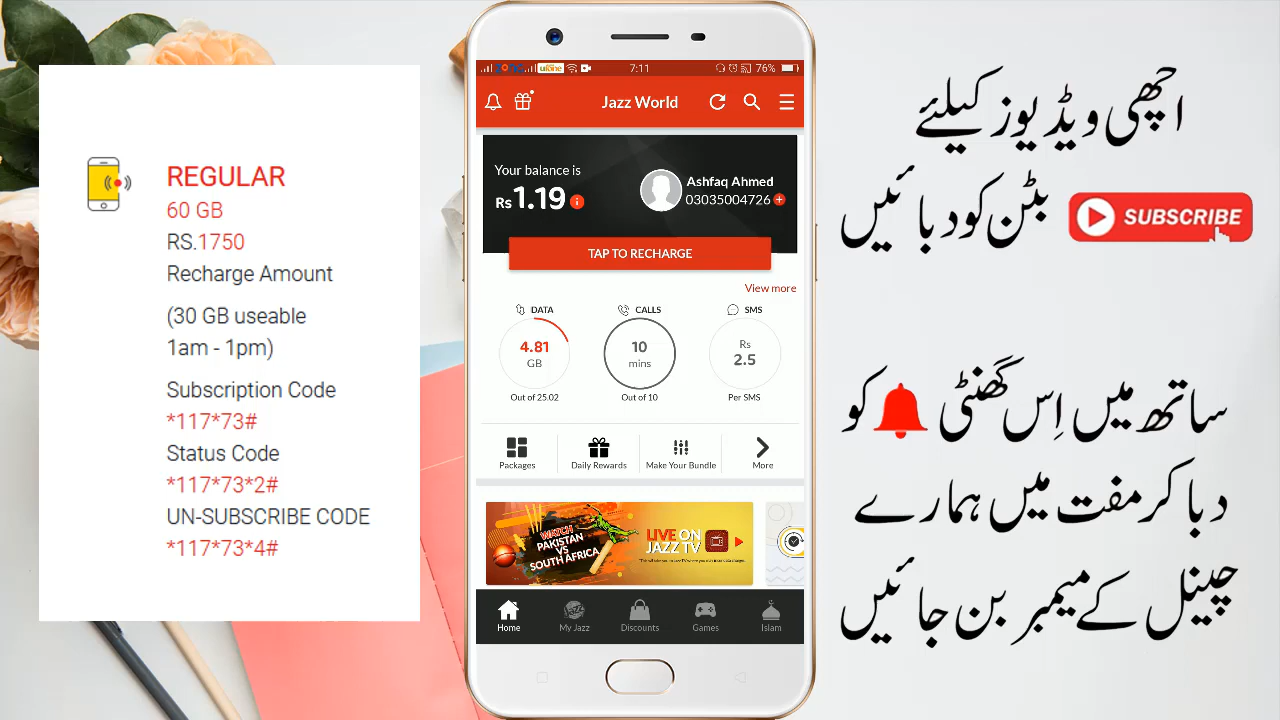 REGULAR
60 GB
RS.1750
Recharge Amount
(30 GB useable
1am - 1pm)
Subscription Code
*117*73#
Status Code
*117*73*2#
UN-SUBSCRIBE CODE
*117*73*4#
zong ufone 7:11 76%
Jazz World
Your balance is
Rs 1.19
Ashfaq Ahmed
03035004726
TAP TO RECHARGE
View more
DATA CALLS SMS
4.81 10 Rs
GB mins 2.5
Out of 25.02 Out of 10 Per SMS
Packages Daily Rewards Make Your Bundle More
WATCH
PAKISTAN
VS
SOUTH AFRICA
LIVE ON
JAZZ TV
Home My Jazz Discounts Games Islam
اچھی ویڈیوز کیلئے
SUBSCRIBE بٹن کو دبائیں
ساتھ میں اِس گھنٹی کو
دبا کر مفت میں ہمارے
چینل کے میمبر بن جائیں